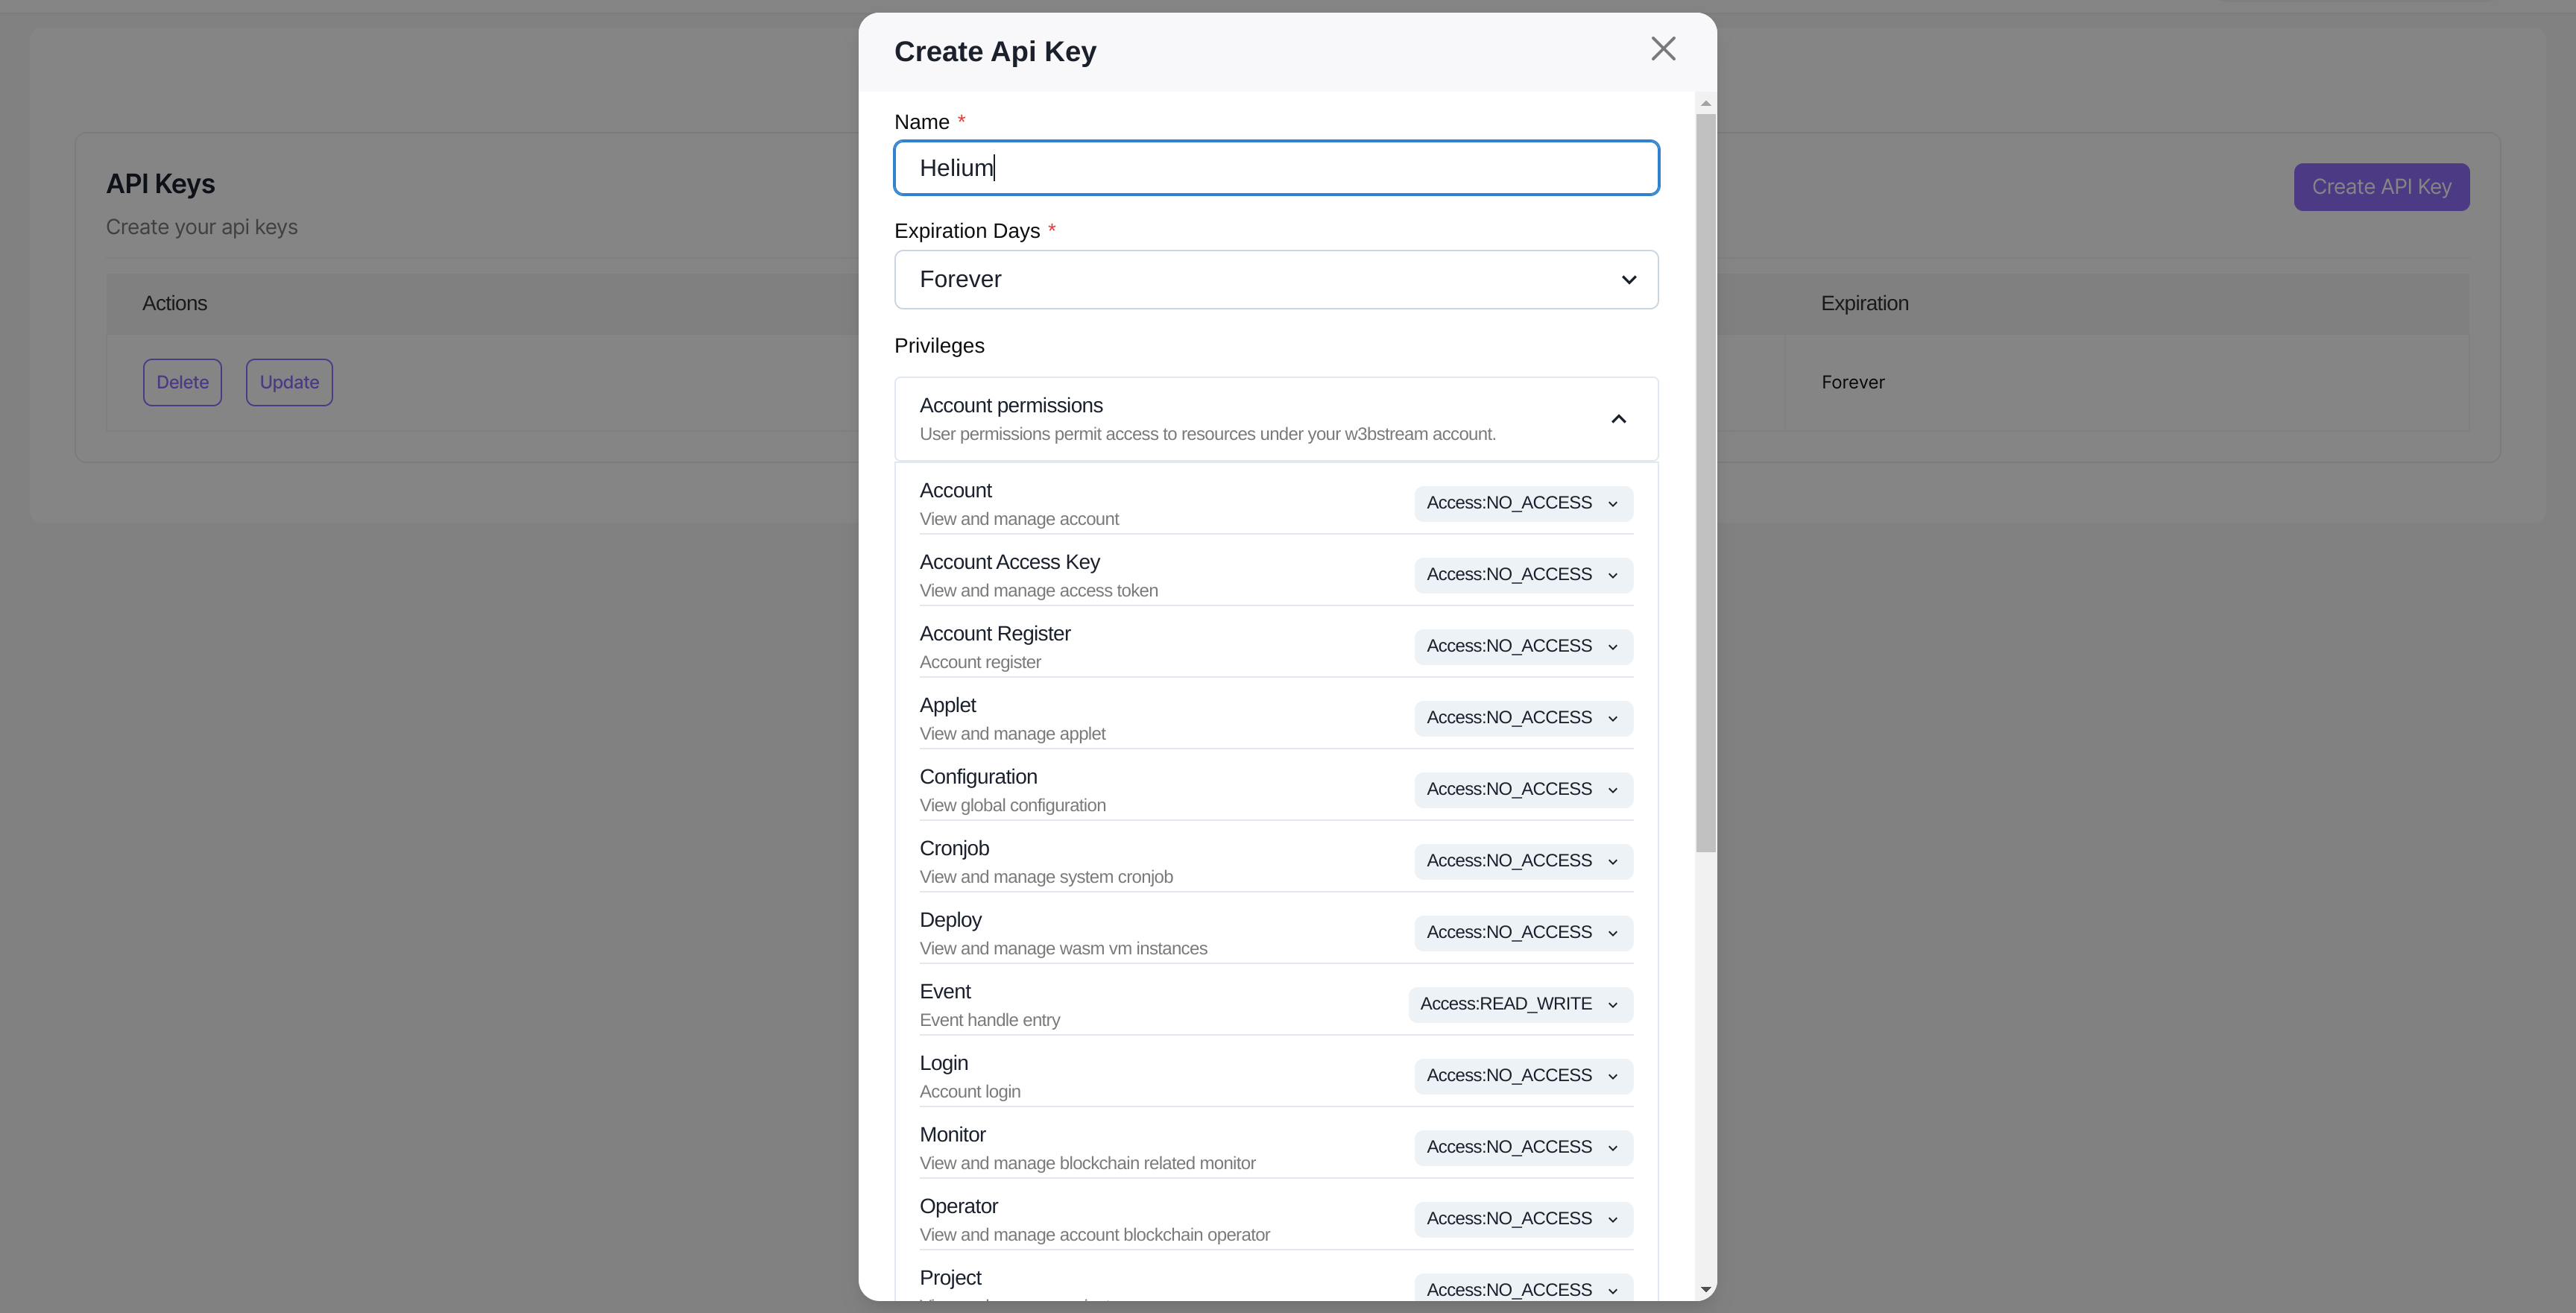 Create Api Key
Name *
Helium
Expiration Days *
Forever
Privileges
Account permissions
User permissions permit access to resources under your w3bstream account.
Account
View and manage account
Access:NO_ACCESS
Account Access Key
View and manage access token
Access:NO_ACCESS
Account Register
Account register
Access:NO_ACCESS
Applet
View and manage applet
Access:NO_ACCESS
Configuration
View global configuration
Access:NO_ACCESS
Cronjob
View and manage system cronjob
Access:NO_ACCESS
Deploy
View and manage wasm vm instances
Access:NO_ACCESS
Event
Event handle entry
Access:READ_WRITE
Login
Account login
Access:NO_ACCESS
Monitor
View and manage blockchain related monitor
Access:NO_ACCESS
Operator
View and manage account blockchain operator
Access:NO_ACCESS
Project
Access:NO_ACCESS
API Keys
Create your api keys
Create API Key
Actions
Expiration
Delete
Update
Forever